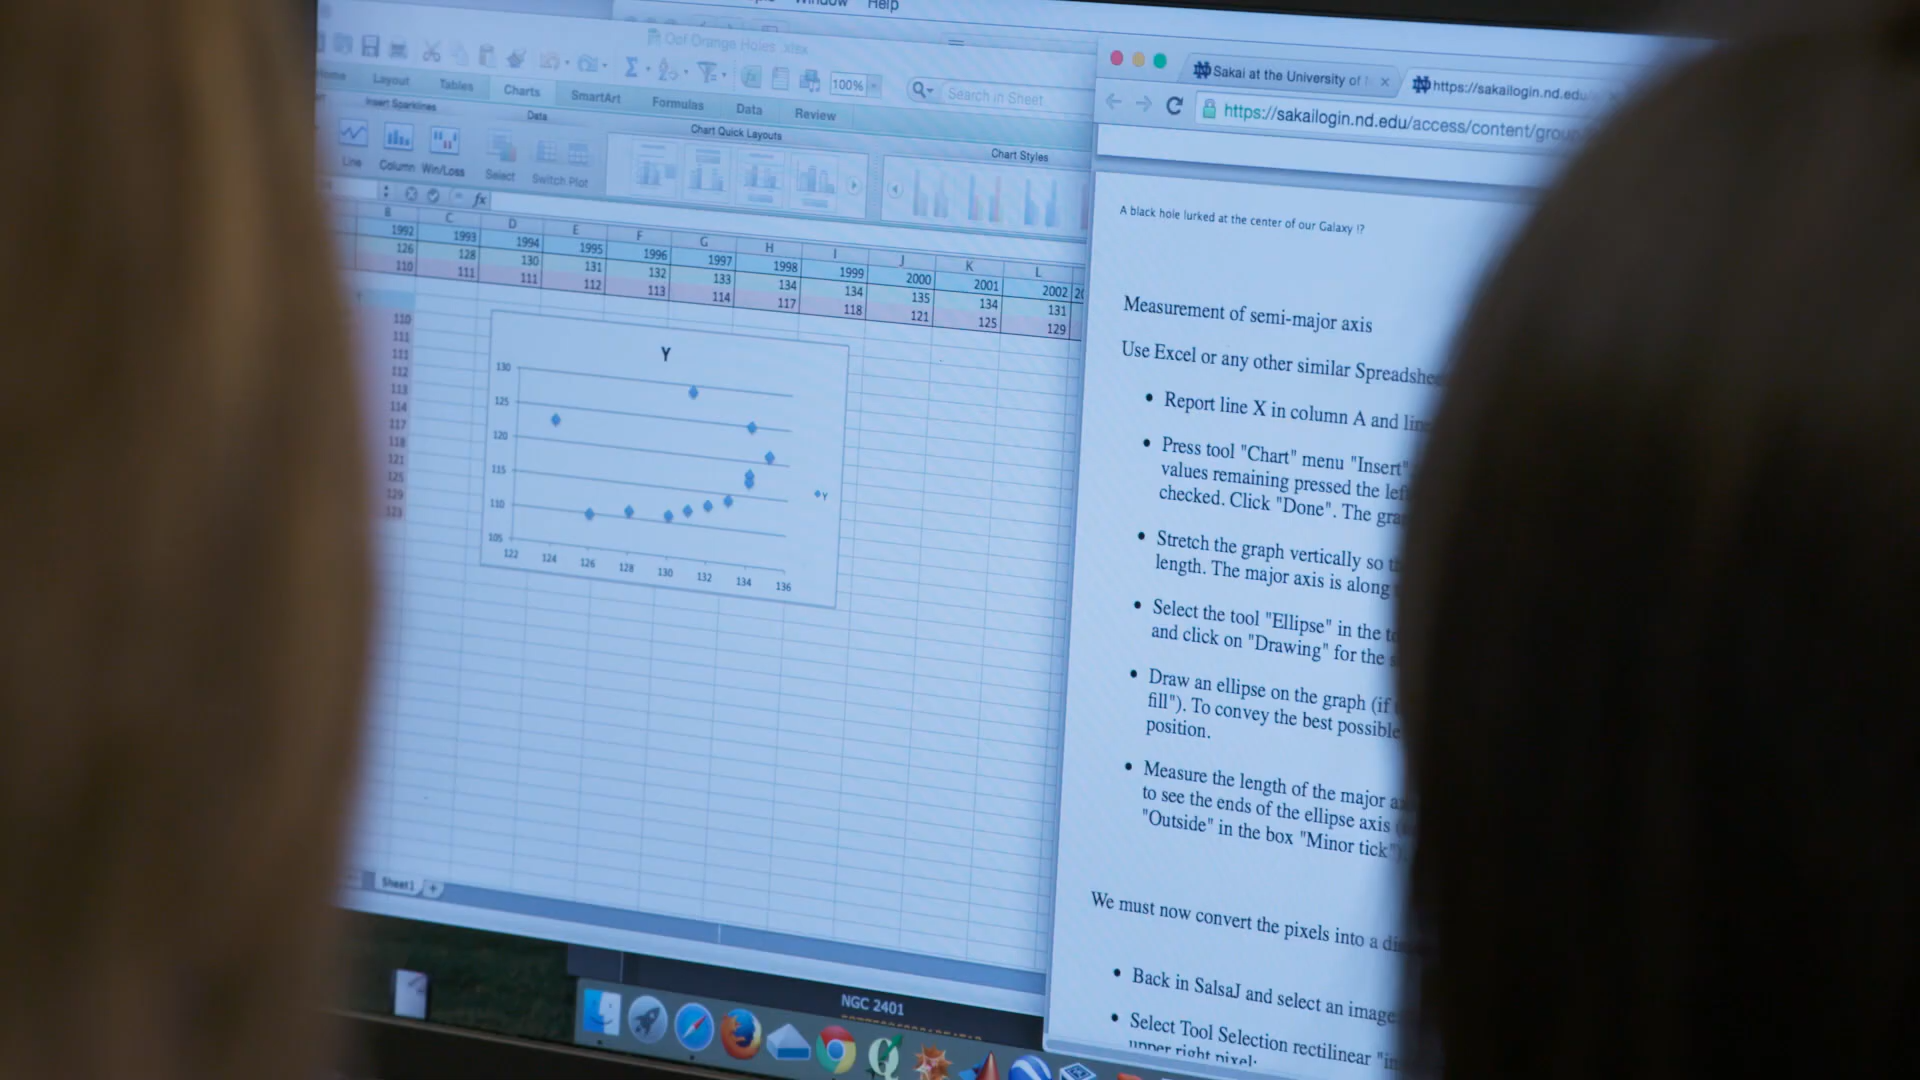 Window Help
Oof Orange Holes .xlsx
100%
Search in Sheet
Layout Tables Charts SmartArt Formulas Data Review
Insert Sparklines Data Chart Quick Layouts Chart Styles
Line Column Win/Loss Select Switch Plot
fx
B C D E F G H I J K L
1992 1993 1994 1995 1996 1997 1998 1999 2000 2001 2002
126 128 130 131 132 133 134 134 135 134 131
110 111 111 112 113 114 117 118 121 125 129
110
111
111
112
113
114
117
118
121
125
129
123
Y
130
125
120
115
110
105
122 124 126 128 130 132 134 136
Y
Sheet1 +
NGC 2401
Sakai at the University of
https://sakailogin.nd.edu
https://sakailogin.nd.edu/access/content/group
A black hole lurked at the center of our Galaxy !?
Measurement of semi-major axis
Use Excel or any other similar
• Report line X in column A and
• Press tool "Chart" menu "Insert"
values remaining pressed the
checked. Click "Done". The
• Stretch the graph vertically so
length. The major axis is along
• Select the tool "Ellipse" in the
and click on "Drawing" for the
• Draw an ellipse on the graph (if
fill"). To convey the best possible
position.
• Measure the length of the major
to see the ends of the ellipse axis
"Outside" in the box "Minor tick"
We must now convert the pixels into a
• Back in SalsaJ and select an image
• Select Tool Selection rectilinear
upper right pixel: